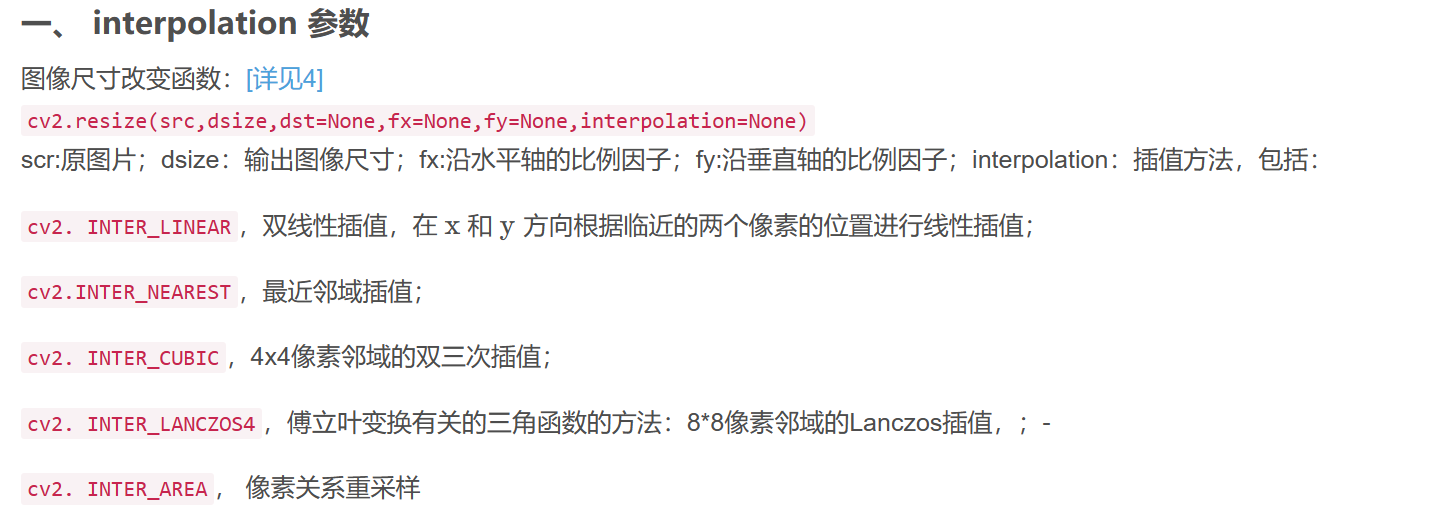 一、 interpolation 参数
图像尺寸改变函数：[详见4]
cv2.resize(src,dsize,dst=None,fx=None,fy=None,interpolation=None)
scr:原图片；dsize：输出图像尺寸；fx:沿水平轴的比例因子；fy:沿垂直轴的比例因子；interpolation：插值方法，包括：
cv2. INTER_LINEAR，双线性插值，在 x 和 y 方向根据临近的两个像素的位置进行线性插值；
cv2.INTER_NEAREST，最近邻域插值；
cv2. INTER_CUBIC，4x4像素邻域的双三次插值；
cv2. INTER_LANCZOS4，傅立叶变换有关的三角函数的方法：8*8像素邻域的Lanczos插值，；-
cv2. INTER_AREA， 像素关系重采样